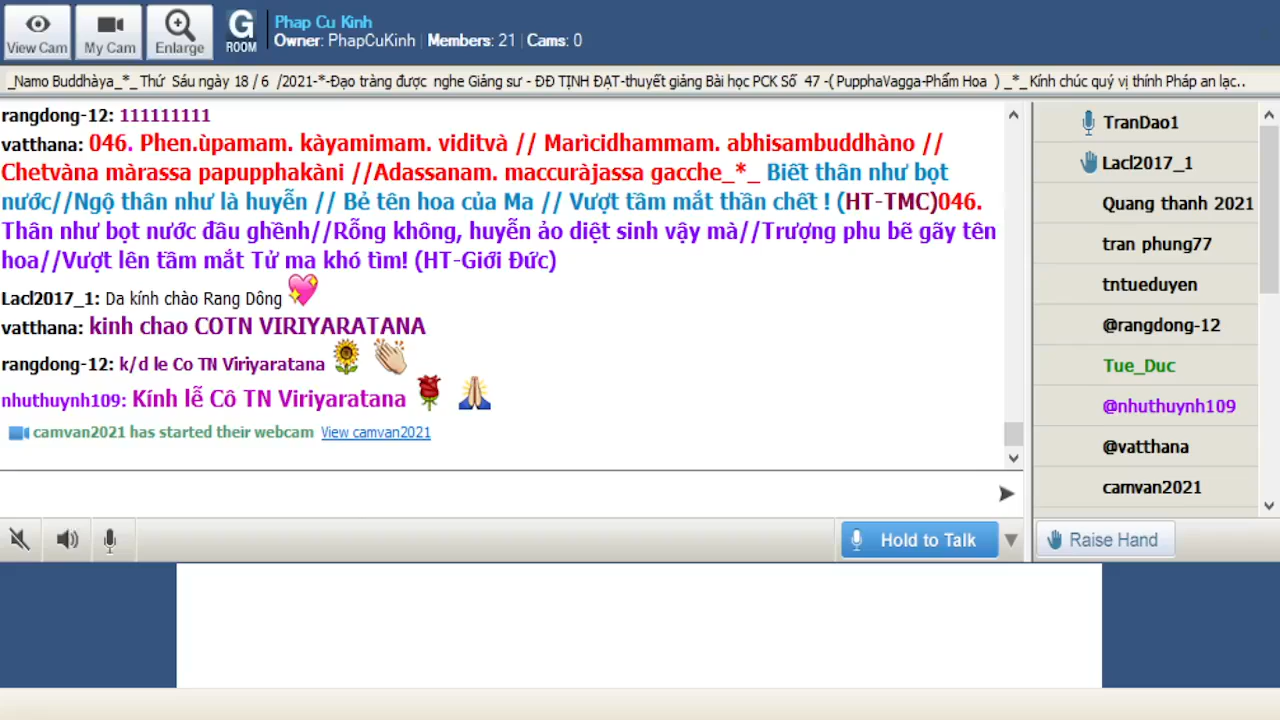 View Cam
My Cam
Enlarge
G
ROOM
Phap Cu Kinh
Owner: PhapCuKinh | Members: 21 | Cams: 0
_Namo Buddhàya_*_ Thứ  Sáu ngày 18 / 6  /2021-*-Đạo tràng được  nghe Giảng sư - ĐĐ TỊNH ĐẠT-thuyết giảng Bài học PCK Số  47 -( PupphaVagga-Phẩm Hoa  ) _*_ Kính chúc quý vị thính Pháp an lạc..
rangdong-12: 111111111
vatthana: 046. Phen.ùpamam. kàyamimam. viditvà // Marìcidhammam. abhisambuddhàno //
Chetvàna màrassa papupphakàni //Adassanam. maccuràjassa gacche_*_ Biết thân như bọt
nước//Ngộ thân như là huyễn // Bẻ tên hoa của Ma // Vượt tầm mắt thần chết ! (HT-TMC)046.
Thân như bọt nước đầu ghềnh//Rỗng không, huyễn ảo diệt sinh vậy mà//Trượng phu bẽ gãy tên
hoa//Vượt lên tầm mắt Tử ma khó tìm! (HT-Giới Đức)
Lacl2017_1: Da kính chào Rang Dông
vatthana: kinh chao COTN VIRIYARATANA
rangdong-12: k/d le Co TN Viriyaratana
nhuthuynh109: Kính lễ Cô TN Viriyaratana
camvan2021 has started their webcam View camvan2021
TranDao1
Lacl2017_1
Quang thanh 2021
tran phung77
tntueduyen
@rangdong-12
Tue_Duc
@nhuthuynh109
@vatthana
camvan2021
Hold to Talk
Raise Hand